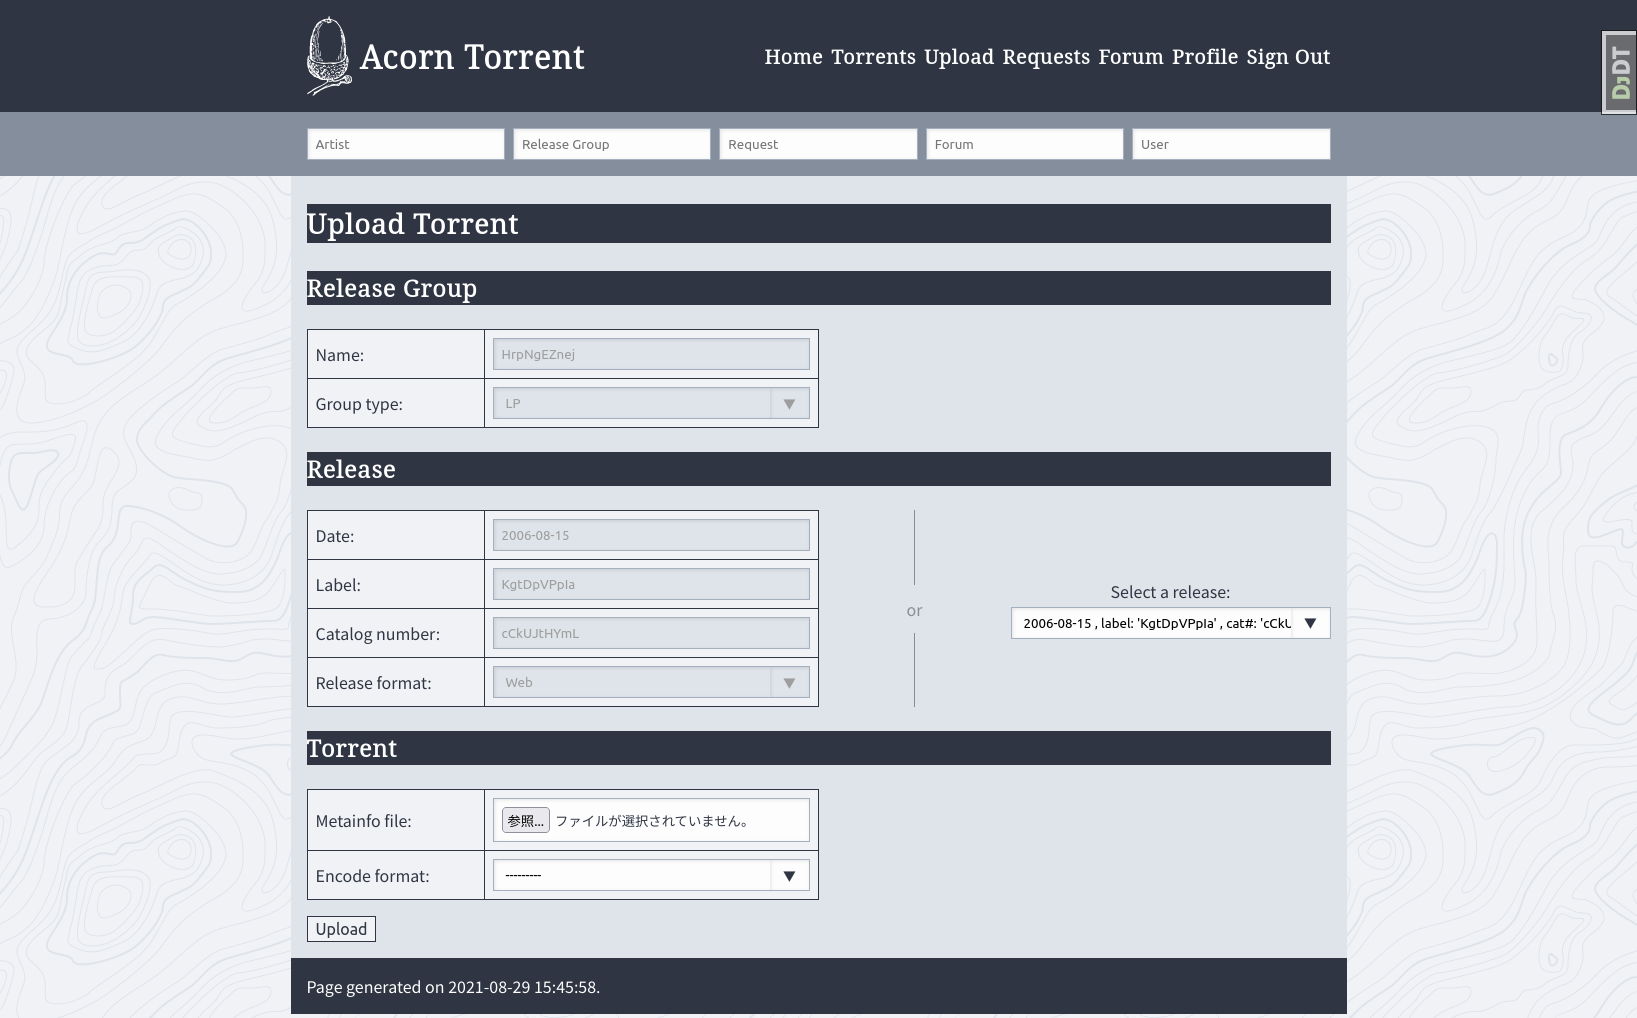 Acorn Torrent
Home Torrents Upload Requests Forum Profile Sign Out
DJDT
Artist
Release Group
Request
Forum
User
Upload Torrent
Release Group
Name:
HrpNgEZnej
Group type:
LP
Release
Date:
2006-08-15
Label:
KgtDpVPpIa
Catalog number:
cCkUJtHYmL
Release format:
Web
or
Select a release:
2006-08-15 , label: 'KgtDpVPpIa' , cat#: 'cCkU
Torrent
Metainfo file:
参照... ファイルが選択されていません。
Encode format:
---------
Upload
Page generated on 2021-08-29 15:45:58.